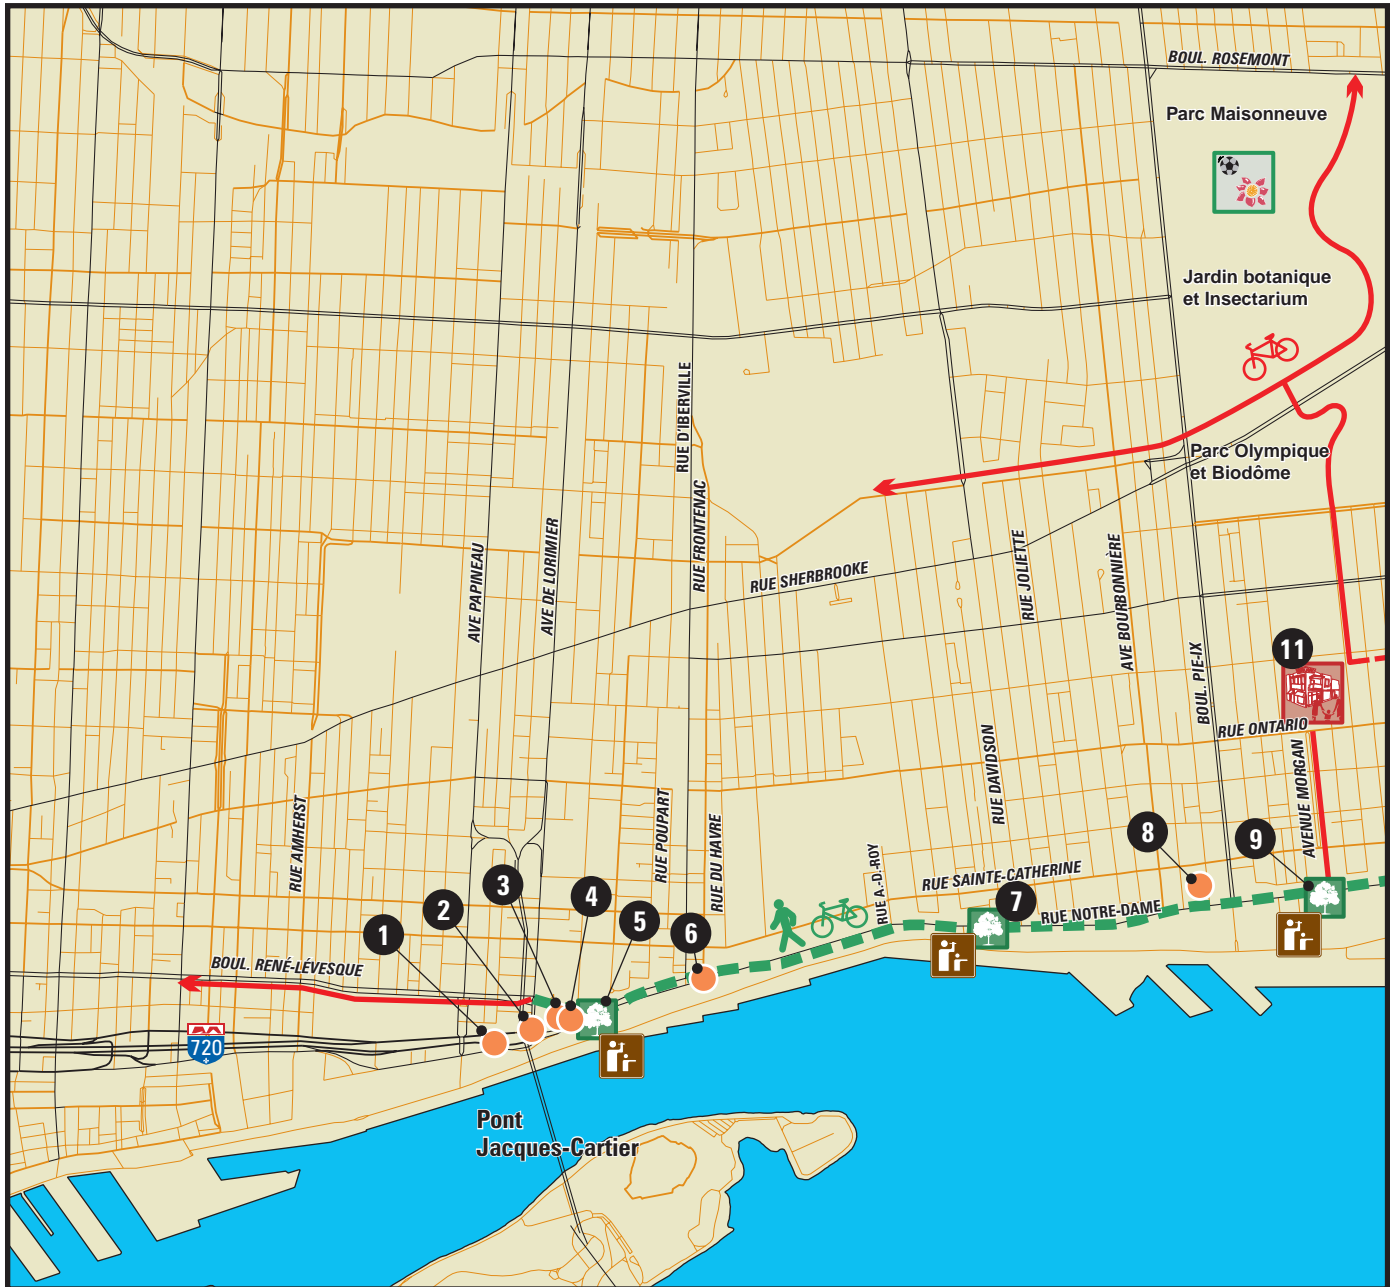 BOUL. ROSEMONT
Parc Maisonneuve
Jardin botanique
et Insectarium
Parc Olympique
et Biodôme
RUE D'IBERVILLE
RUE FRONTENAC
AVE PAPINEAU
AVE DE LORIMIER
RUE SHERBROOKE
RUE JOLIETTE
AVE BOURBONNIÈRE
BOUL. PIE-IX
11
RUE ONTARIO
AVENUE MORGAN
RUE DAVIDSON
RUE AMHERST
RUE POUPART
RUE DU HAVRE
RUE A.-D.-ROY
RUE SAINTE-CATHERINE
RUE NOTRE-DAME
8
9
7
3
4
2
5
1
6
BOUL. RENÉ-LÉVESQUE
720
Pont
Jacques-Cartier